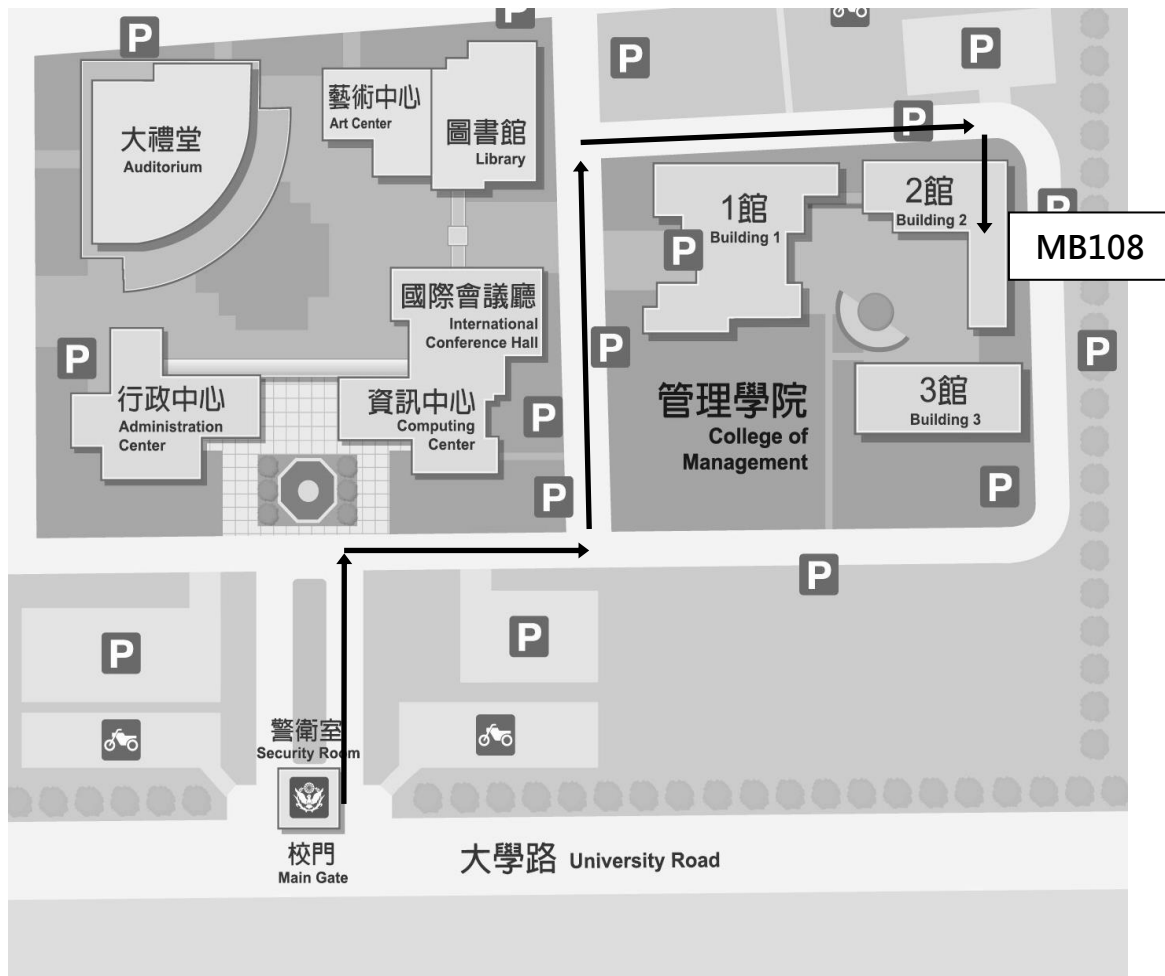 P
P
P
P
大禮堂
Auditorium
藝術中心
Art Center
圖書館
Library
P
1館
Building 1
P
2館
Building 2
P
MB108
國際會議廳
International
Conference Hall
P
P
P
行政中心
Administration
Center
資訊中心
Computing
Center
P
管理學院
College of
Management
3館
Building 3
P
P
P
P
P
警衛室
Security Room
校門
Main Gate
大學路 University Road